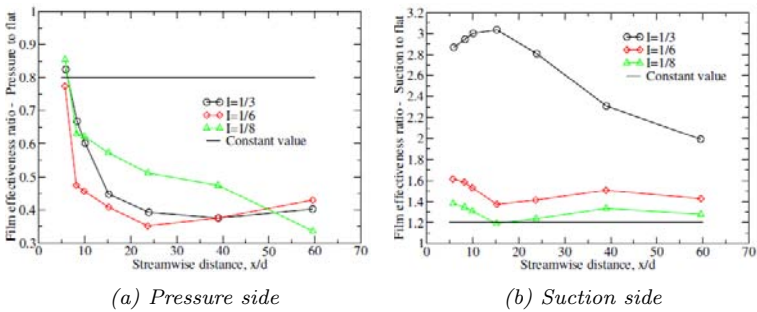 Film effectiveness ratio - Pressure to flat
1
0.9
0.8
0.7
0.6
0.5
0.4
0.3
0 10 20 30 40 50 60 70
Streamwise distance, x/d
I=1/3
I=1/6
I=1/8
Constant value
(a) Pressure side
Film effectiveness ratio - Suction to flat
3.2
3
2.8
2.6
2.4
2.2
2
1.8
1.6
1.4
1.2
1
0 10 20 30 40 50 60 70
Streamwise distance, x/d
I=1/3
I=1/6
I=1/8
Constant value
(b) Suction side